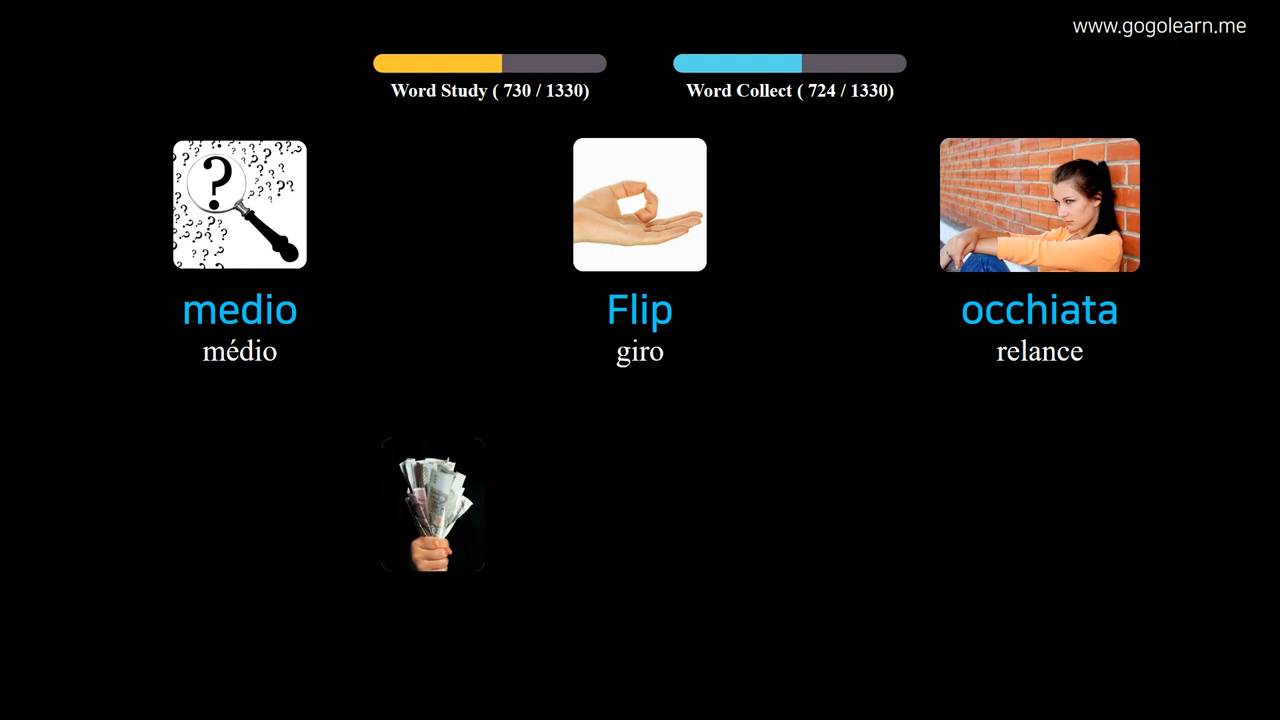 www.gogolearn.me
Word Study ( 730 / 1330)
Word Collect ( 724 / 1330)
medio
médio
Flip
giro
occhiata
relance